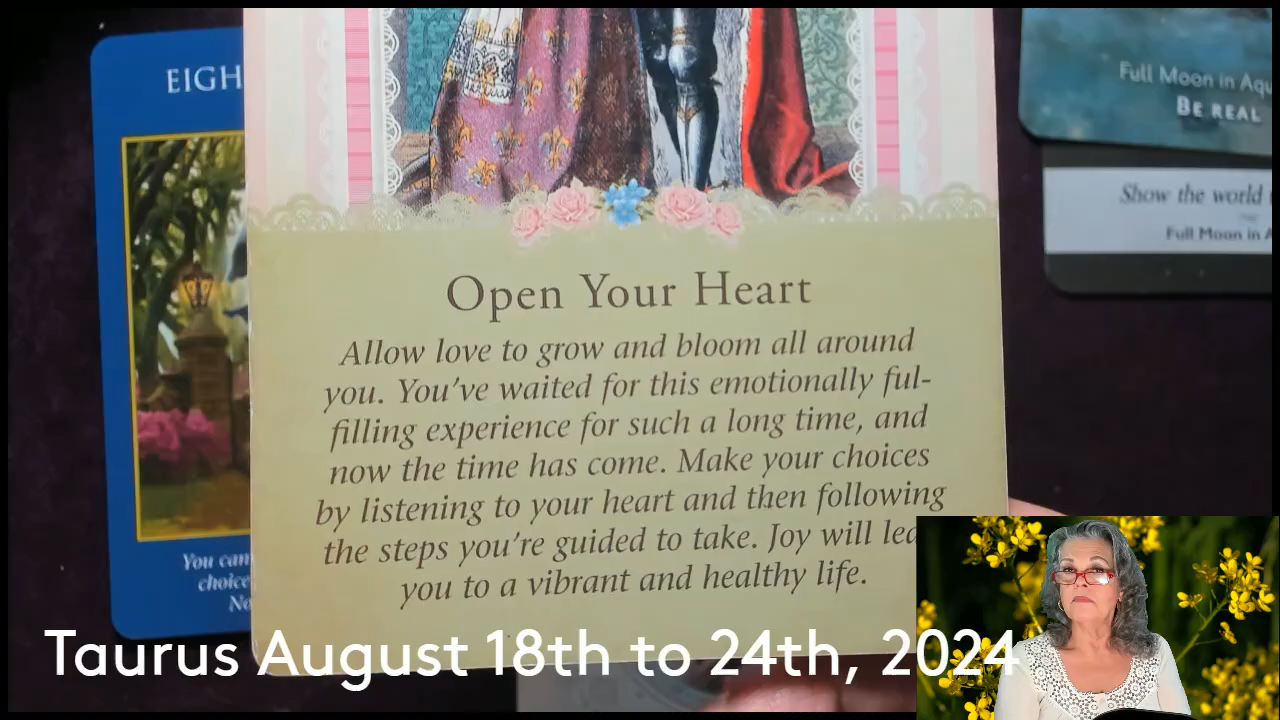 EIGH
Full Moon in Aqu
BE REAL
Show the world
Full Moon in A
Open Your Heart
Allow love to grow and bloom all around
you. You've waited for this emotionally ful-
filling experience for such a long time, and
now the time has come. Make your choices
by listening to your heart and then following
the steps you're guided to take. Joy will lea
you to a vibrant and healthy life.
You can
choice
No
Taurus August 18th to 24th, 2024